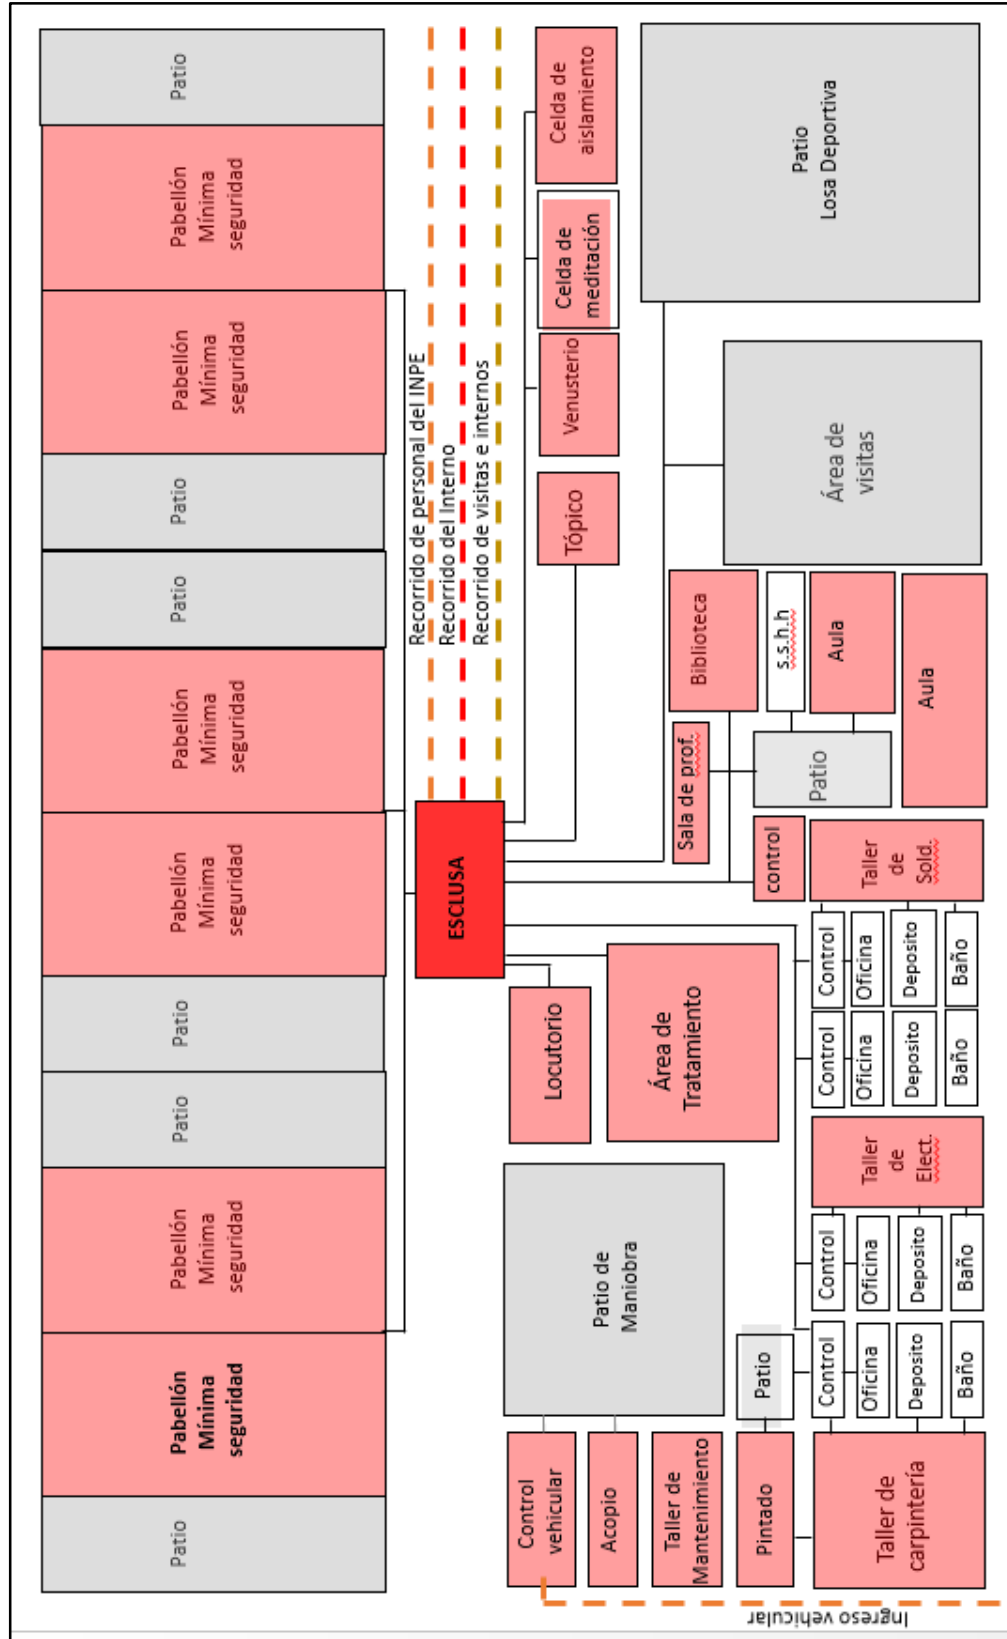 Patio
Pabellón
Mínima
seguridad
Pabellón
Mínima
seguridad
Patio
Patio
Pabellón
Mínima
seguridad
Pabellón
Mínima
seguridad
Patio
Patio
Pabellón
Mínima
seguridad
Pabellón
Mínima
seguridad
Patio
Recorrido de personal del INPE
Recorrido del Interno
Recorrido de visitas e internos
ESCLUSA
Control
vehicular
Acopio
Taller de
Mantenimiento
Pintado
Taller de
carpintería
Patio de
Maniobra
Patio
Control
Oficina
Deposito
Baño
Control
Oficina
Deposito
Baño
Taller
de
Elect.
Locutorio
Área de
Tratamiento
Control
Oficina
Deposito
Baño
Control
Oficina
Deposito
Baño
Taller
de
Sold.
control
Sala de prof.
Patio
Biblioteca
s.s.h.h
Aula
Aula
Tópico
Venusterio
Celda de
meditación
Celda de
aislamiento
Área de
visitas
Patio
Losa Deportiva
Ingreso vehicular